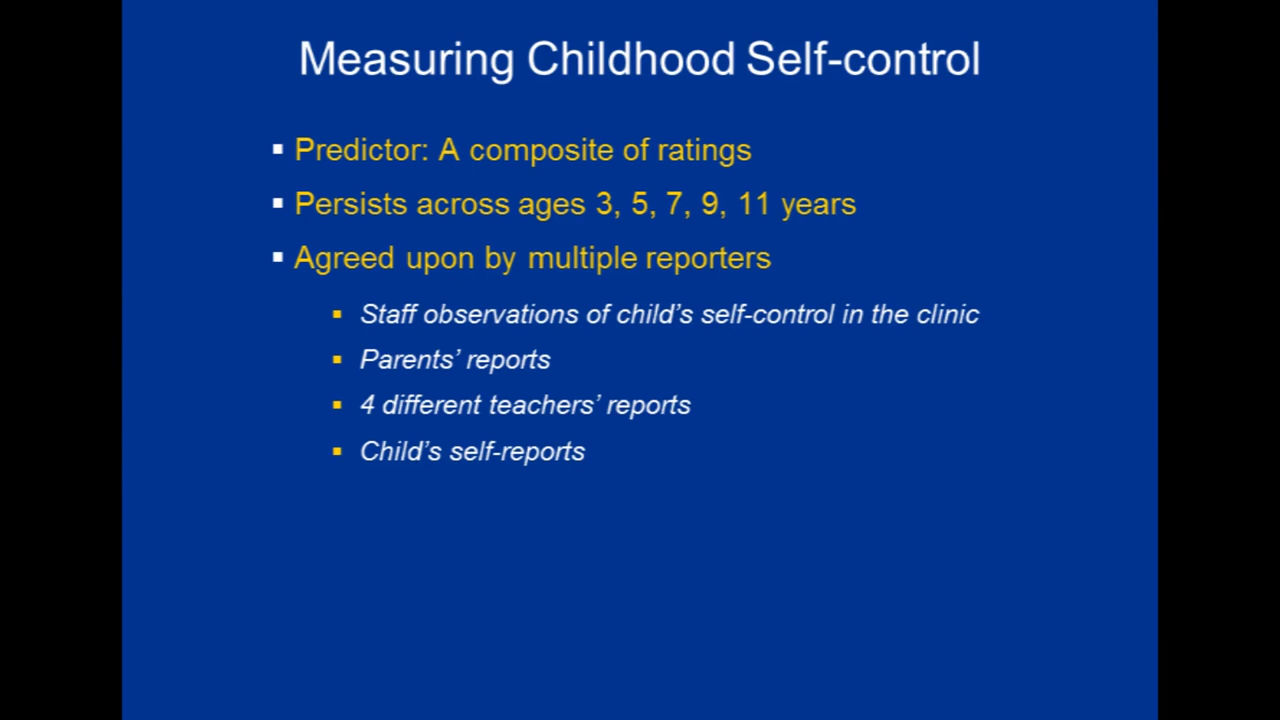 Measuring Childhood Self-control
▪ Predictor: A composite of ratings
▪ Persists across ages 3, 5, 7, 9, 11 years
▪ Agreed upon by multiple reporters
▪ Staff observations of child’s self-control in the clinic
▪ Parents’ reports
▪ 4 different teachers’ reports
▪ Child’s self-reports